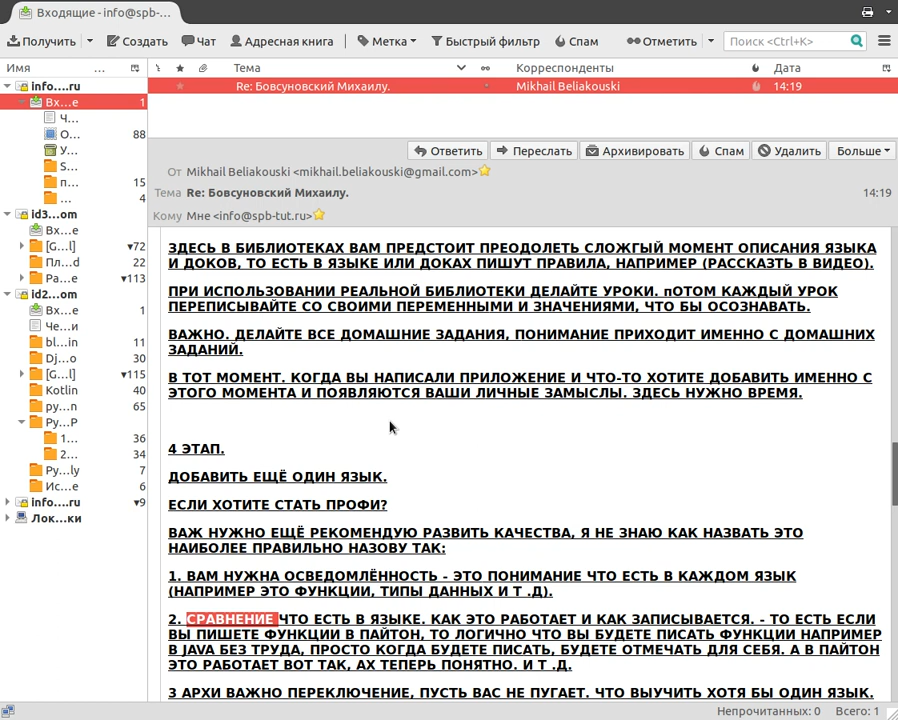 Входящие - info@spb-...
Получить Создать Чат Адресная книга Метка Быстрый фильтр Спам Отметить Поиск <Ctrl+K>
Имя ... Тема Корреспонденты Дата
info....ru
Вх...е 1
Re: Бовсуновский Михаилу. Mikhail Beliakouski 14:19
Ч...
О... 88
У...
S...
п... 15
... 4
id3...om
Вх...е
[G...l] 72
Пл...d 22
Ра...e 113
id2...om
Вх...е 1
Че...и
bl...in 11
Dj...o 30
[G...l] 115
Kotlin 40
py...n 65
Py...P
1... 36
2... 34
Py...ly 7
Ис...е 6
info....ru 9
Лок...ки
Ответить Переслать Архивировать Спам Удалить Больше
От Mikhail Beliakouski <mikhail.beliakouski@gmail.com>
Тема Re: Бовсуновский Михаилу. 14:19
Кому Мне <info@spb-tut.ru>
ЗДЕСЬ В БИБЛИОТЕКАХ ВАМ ПРЕДСТОИТ ПРЕОДОЛЕТЬ СЛОЖГЫЙ МОМЕНТ ОПИСАНИЯ ЯЗЫКА
И ДОКОВ, ТО ЕСТЬ В ЯЗЫКЕ ИЛИ ДОКАХ ПИШУТ ПРАВИЛА, НАПРИМЕР (РАССКАЗТЬ В ВИДЕО).
ПРИ ИСПОЛЬЗОВАНИИ РЕАЛЬНОЙ БИБЛИОТЕКИ ДЕЛАЙТЕ УРОКИ. пОТОМ КАЖДЫЙ УРОК
ПЕРЕПИСЫВАЙТЕ СО СВОИМИ ПЕРЕМЕННЫМИ И ЗНАЧЕНИЯМИ, ЧТО БЫ ОСОЗНАВАТЬ.
ВАЖНО. ДЕЛАЙТЕ ВСЕ ДОМАШНИЕ ЗАДАНИЯ, ПОНИМАНИЕ ПРИХОДИТ ИМЕННО С ДОМАШНИХ
ЗАДАНИЙ.
В ТОТ МОМЕНТ. КОГДА ВЫ НАПИСАЛИ ПРИЛОЖЕНИЕ И ЧТО-ТО ХОТИТЕ ДОБАВИТЬ ИМЕННО С
ЭТОГО МОМЕНТА И ПОЯВЛЯЮТСЯ ВАШИ ЛИЧНЫЕ ЗАМЫСЛЫ. ЗДЕСЬ НУЖНО ВРЕМЯ.
4 ЭТАП.
ДОБАВИТЬ ЕЩЁ ОДИН ЯЗЫК.
ЕСЛИ ХОТИТЕ СТАТЬ ПРОФИ?
ВАЖ НУЖНО ЕЩЁ РЕКОМЕНДУЮ РАЗВИТЬ КАЧЕСТВА, Я НЕ ЗНАЮ КАК НАЗВАТЬ ЭТО
НАИБОЛЕЕ ПРАВИЛЬНО НАЗОВУ ТАК:
1. ВАМ НУЖНА ОСВЕДОМЛЁННОСТЬ - ЭТО ПОНИМАНИЕ ЧТО ЕСТЬ В КАЖДОМ ЯЗЫК
(НАПРИМЕР ЭТО ФУНКЦИИ, ТИПЫ ДАННЫХ И Т .Д).
2. СРАВНЕНИЕ ЧТО ЕСТЬ В ЯЗЫКЕ. КАК ЭТО РАБОТАЕТ И КАК ЗАПИСЫВАЕТСЯ. - ТО ЕСТЬ ЕСЛИ
ВЫ ПИШЕТЕ ФУНКЦИИ В ПАЙТОН, ТО ЛОГИЧНО ЧТО ВЫ БУДЕТЕ ПИСАТЬ ФУНКЦИИ НАПРИМЕР
В JAVA БЕЗ ТРУДА, ПРОСТО КОГДА БУДЕТЕ ПИСАТЬ, БУДЕТЕ ОТМЕЧАТЬ ДЛЯ СЕБЯ. А В ПАЙТОН
ЭТО РАБОТАЕТ ВОТ ТАК, АХ ТЕПЕРЬ ПОНЯТНО. И Т .Д.
3 АРХИ ВАЖНО ПЕРЕКЛЮЧЕНИЕ, ПУСТЬ ВАС НЕ ПУГАЕТ. ЧТО ВЫУЧИТЬ ХОТЯ БЫ ОДИН ЯЗЫК.
Непрочитанных: 0 Всего: 1